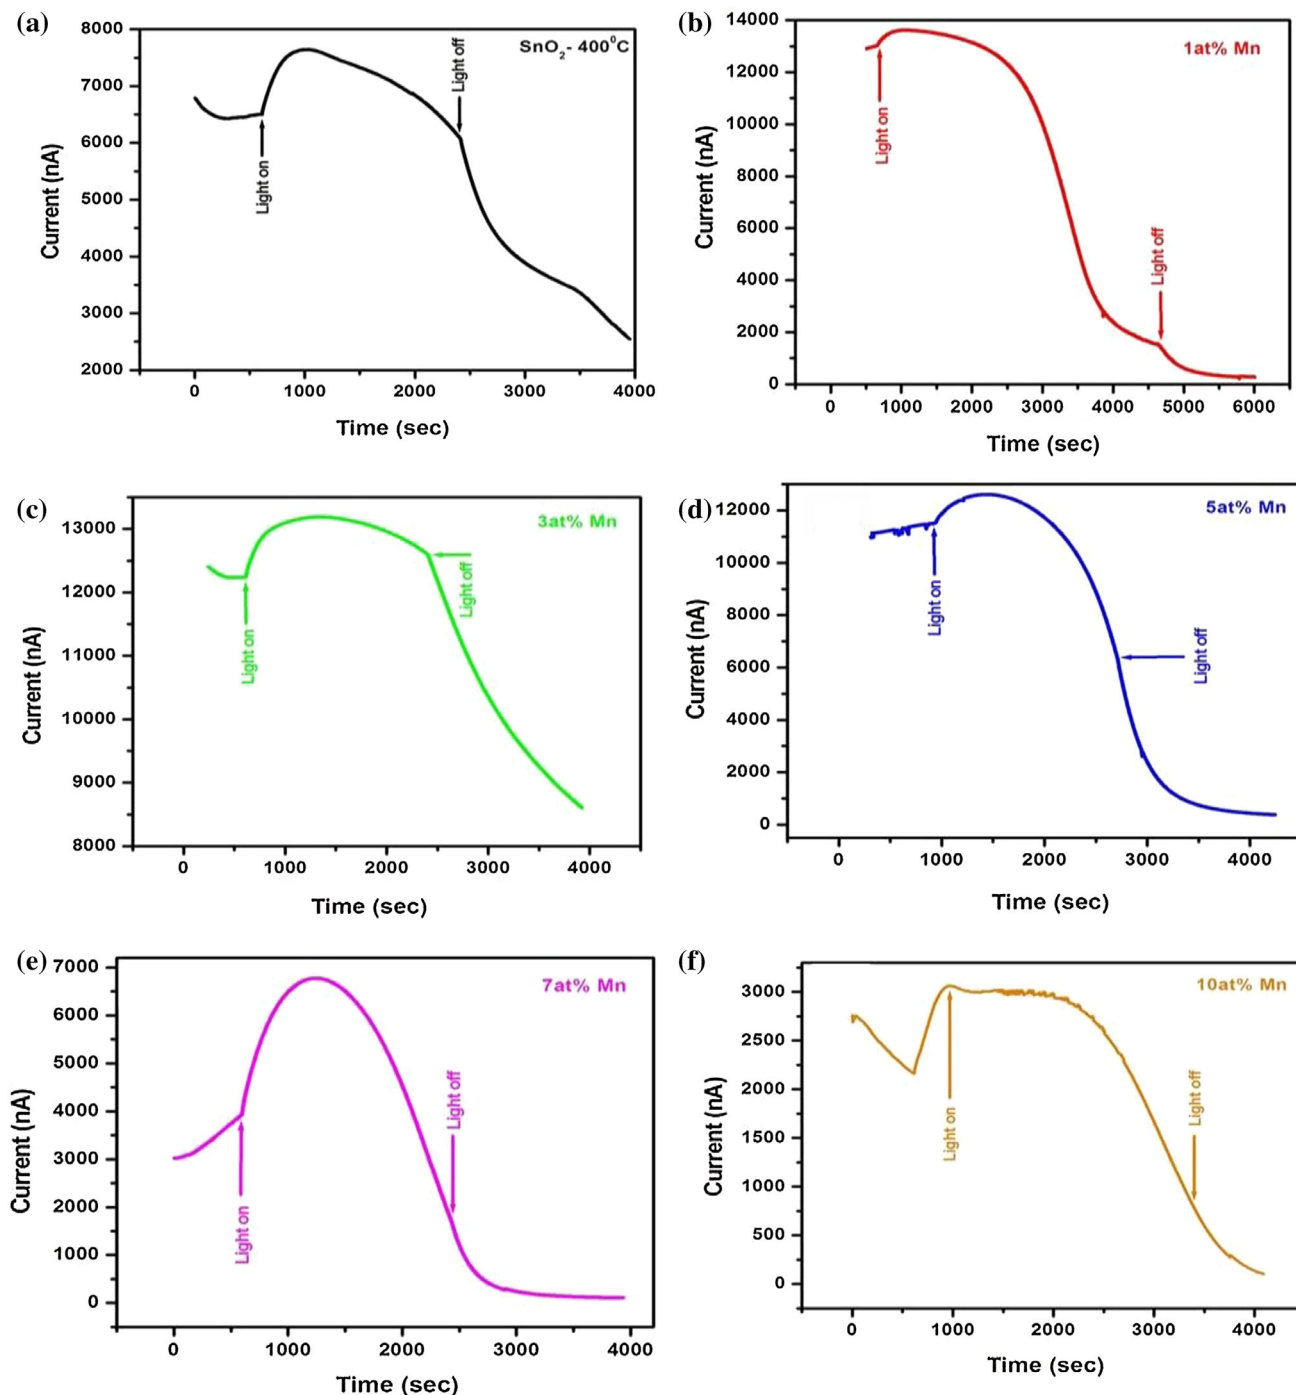 (a)
SnO2- 400⁰C
Light on
Light off
8000
7000
6000
5000
4000
3000
2000
Current (nA)
0
1000
2000
3000
4000
Time (sec)
(b)
1at% Mn
Light on
Light off
14000
12000
10000
8000
6000
4000
2000
0
Current (nA)
0
1000
2000
3000
4000
5000
6000
Time (sec)
(c)
3at% Mn
Light on
Light off
13000
12000
11000
10000
9000
8000
Current (nA)
0
1000
2000
3000
4000
Time (sec)
(d)
5at% Mn
Light on
Light off
12000
10000
8000
6000
4000
2000
0
Current (nA)
0
1000
2000
3000
4000
Time (sec)
(e)
7at% Mn
Light on
Light off
7000
6000
5000
4000
3000
2000
1000
0
Current (nA)
0
1000
2000
3000
4000
Time (sec)
(f)
10at% Mn
Light on
Light off
3000
2500
2000
1500
1000
500
0
Current (nA)
0
1000
2000
3000
4000
Time (sec)